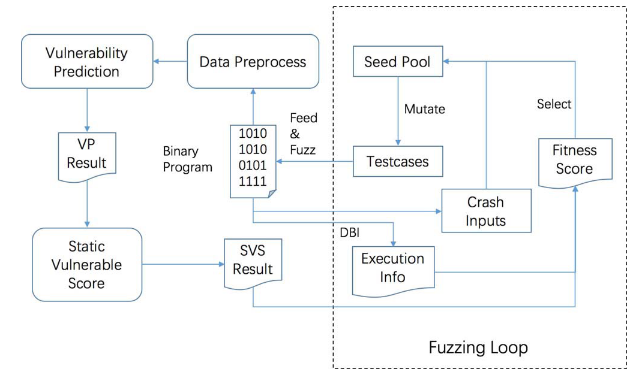 Vulnerability
Prediction
Data Preprocess
Seed Pool
Mutate
Select
Feed
&
Fuzz
1010
1010
0101
1111
Binary
Program
VP
Result
Testcases
Fitness
Score
Crash
Inputs
DBI
Static
Vulnerable
Score
SVS
Result
Execution
Info
Fuzzing Loop